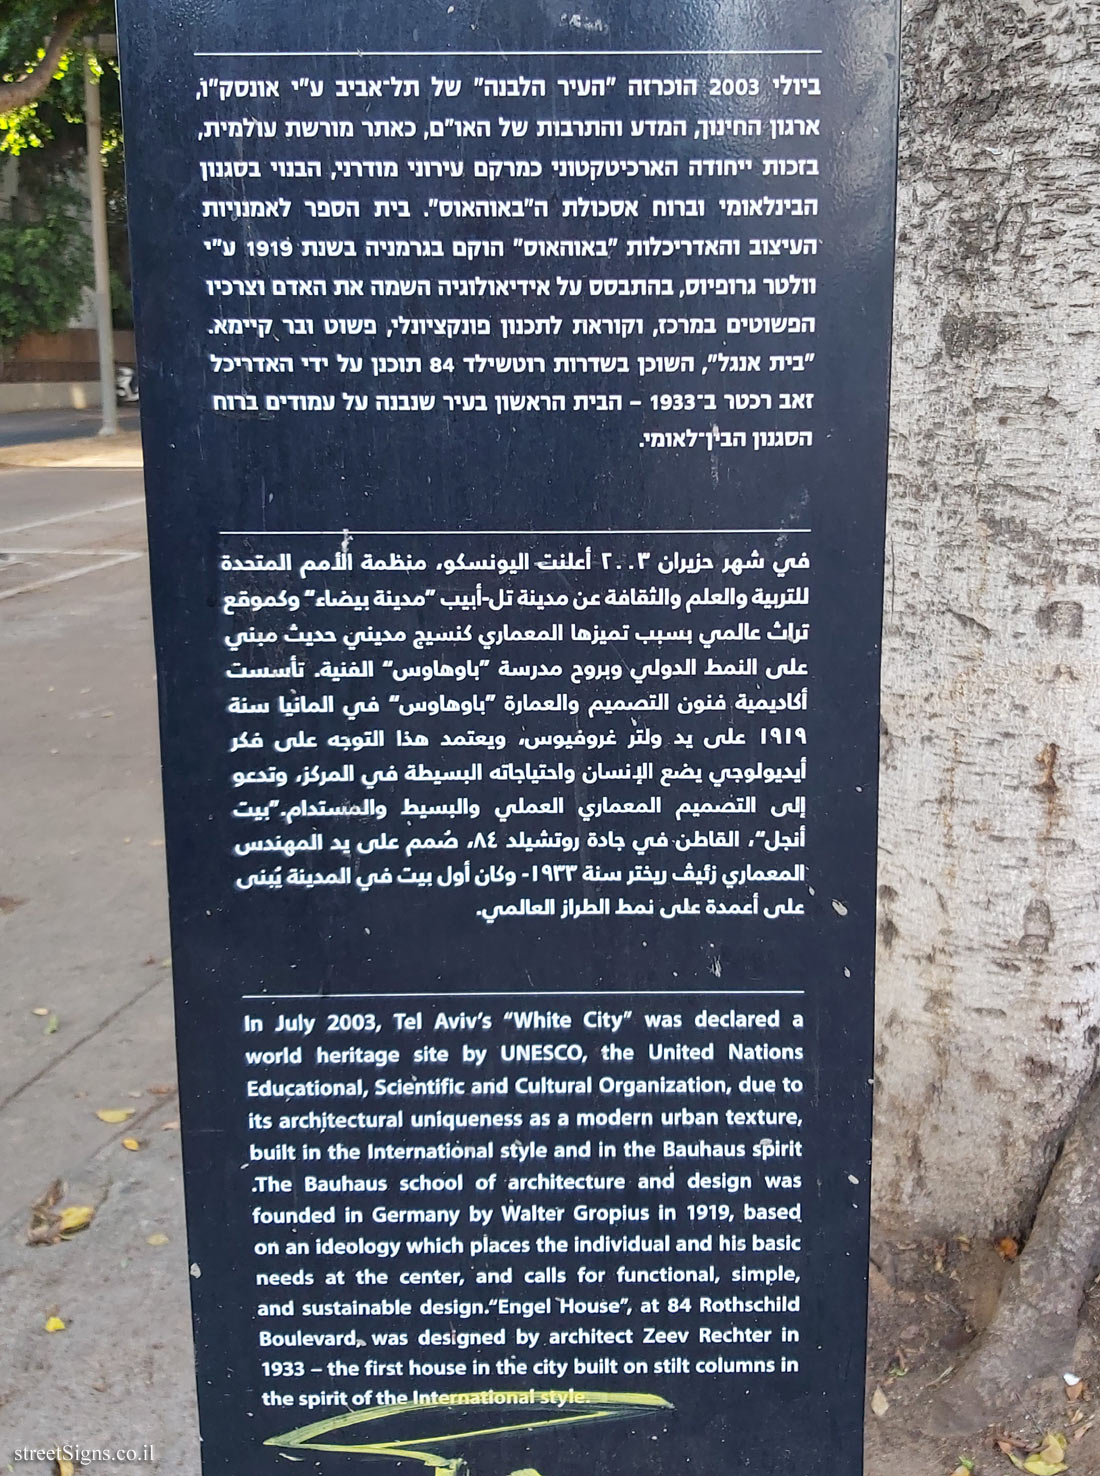 ביולי 2003 הוכרזה "העיר הלבנה" של תל־אביב ע"י אונסק"ו,
ארגון החינוך, המדע והתרבות של האו"ם, כאתר מורשת עולמית,
בזכות ייחודה הארכיטקטוני כמרקם עירוני מודרני, הבנוי בסגנון
הבינלאומי וברוח אסכולת ה"באוהאוס". בית הספר לאמנויות
העיצוב והאדריכלות "באוהאוס" הוקם בגרמניה בשנת 1919 ע"י
וולטר גרופיוס, בהתבסס על אידיאולוגיה השמה את האדם וצרכיו
הפשוטים במרכז, וקוראת לתכנון פונקציונלי, פשוט ובר קיימא.
"בית אנגל", השוכן בשדרות רוטשילד 84 תוכנן על ידי האדריכל
זאב רכטר ב־1933 – הבית הראשון בעיר שנבנה על עמודים ברוח
הסגנון הבין־לאומי.
في شهر حزيران ٢٠٠٣ أعلنت اليونسكو، منظمة الأمم المتحدة
للتربية والعلم والثقافة عن مدينة تل-أبيب "مدينة بيضاء" وكموقع
تراث عالمي بسبب تميزها المعماري كنسيج مديني حديث مبني
على النمط الدولي وبروح مدرسة "باوهاوس" الفنية. تأسست
أكاديمية فنون التصميم والعمارة "باوهاوس" في المانيا سنة
١٩١٩ على يد ولتر غروفيوس، ويعتمد هذا التوجه على فكر
أيديولوجي يضع الإنسان واحتياجاته البسيطة في المركز، وتدعو
إلى التصميم المعماري العملي والبسيط والمستدام."بيت
أنجل"، القاطن في جادة روتشيلد ٨٤، صُمم على يد المهندس
المعماري زئيڤ ريختر سنة ١٩٣٣- وكان أول بيت في المدينة يُبنى
على أعمدة على نمط الطراز العالمي.
In July 2003, Tel Aviv's "White City" was declared a
world heritage site by UNESCO, the United Nations
Educational, Scientific and Cultural Organization, due to
its architectural uniqueness as a modern urban texture,
built in the International style and in the Bauhaus spirit
.The Bauhaus school of architecture and design was
founded in Germany by Walter Gropius in 1919, based
on an ideology which places the individual and his basic
needs at the center, and calls for functional, simple,
and sustainable design."Engel House", at 84 Rothschild
Boulevard, was designed by architect Zeev Rechter in
1933 – the first house in the city built on stilt columns in
the spirit of the International style.
streetSigns.co.il